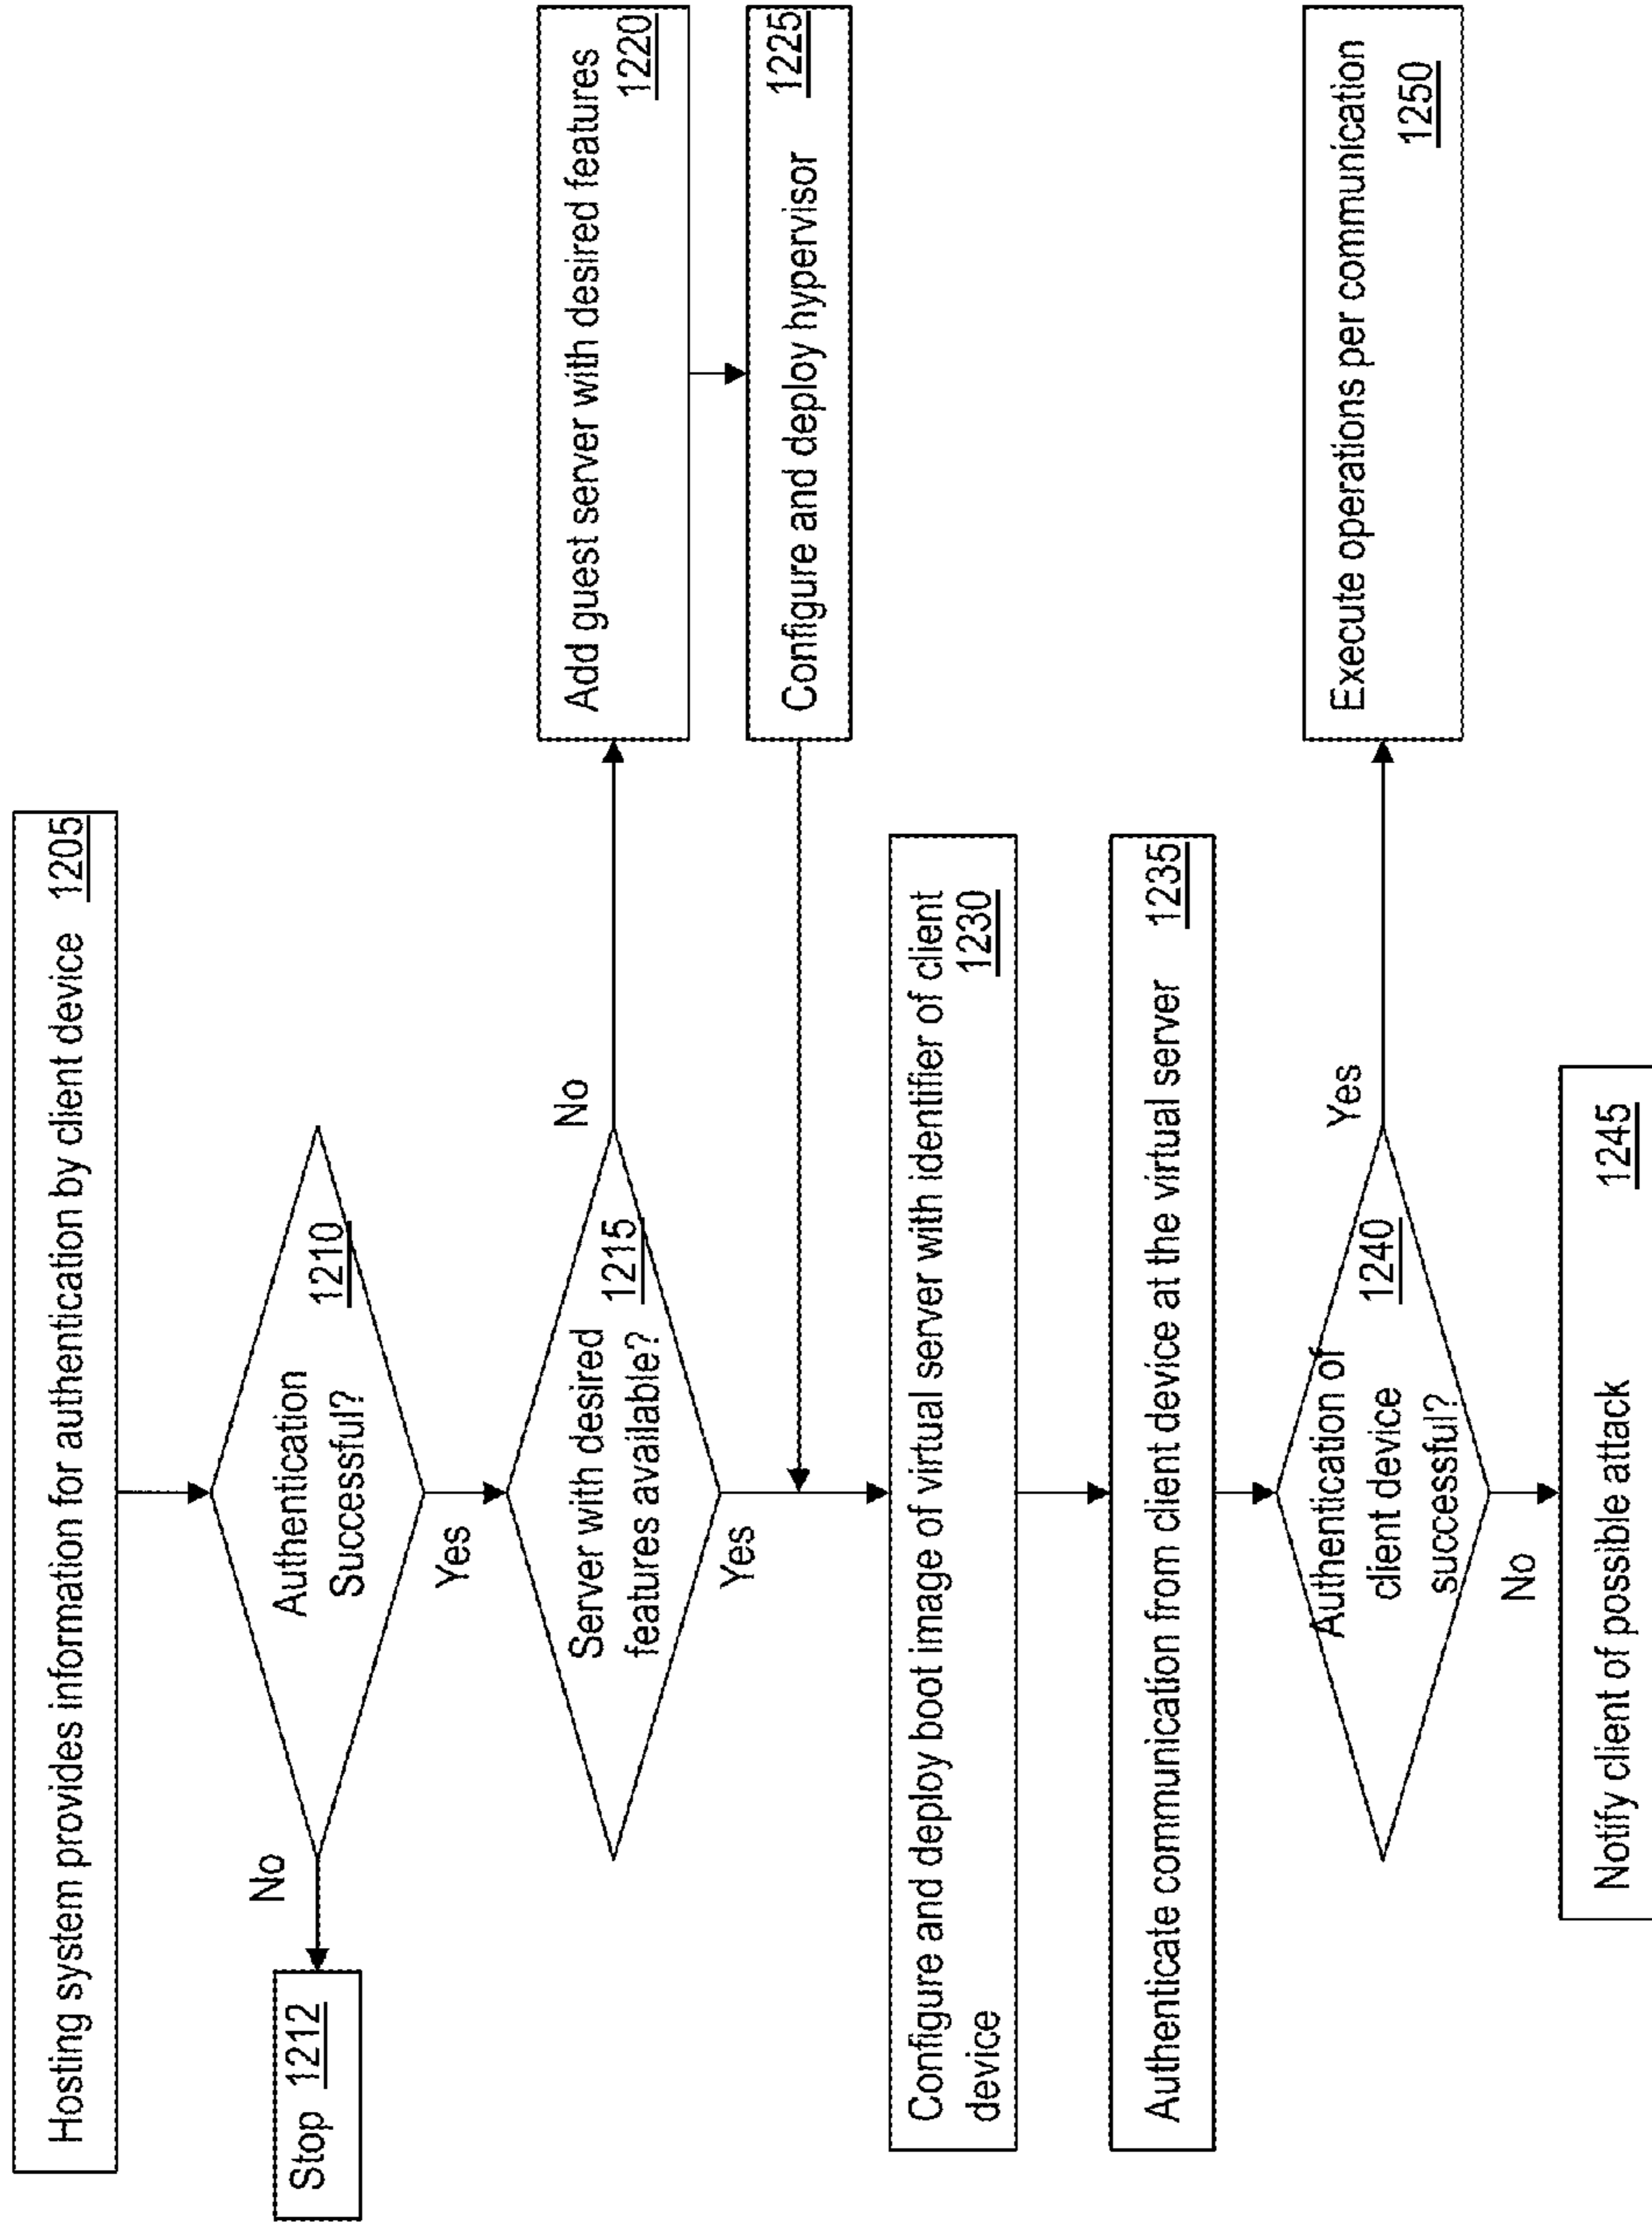 Hosting system provides information for authentication by client device 1205
Authentication
Successful?
1210
No
Stop 1212
Yes
Server with desired
features available?
1215
No
Add guest server with desired features
1220
Configure and deploy hypervisor 1225
Yes
Configure and deploy boot image of virtual server with identifier of client
device
1230
Authenticate communication from client device at the virtual server 1235
Authentication of
client device
successful?
1240
Yes
Execute operations per communication
1250
No
Notify client of possible attack 1245